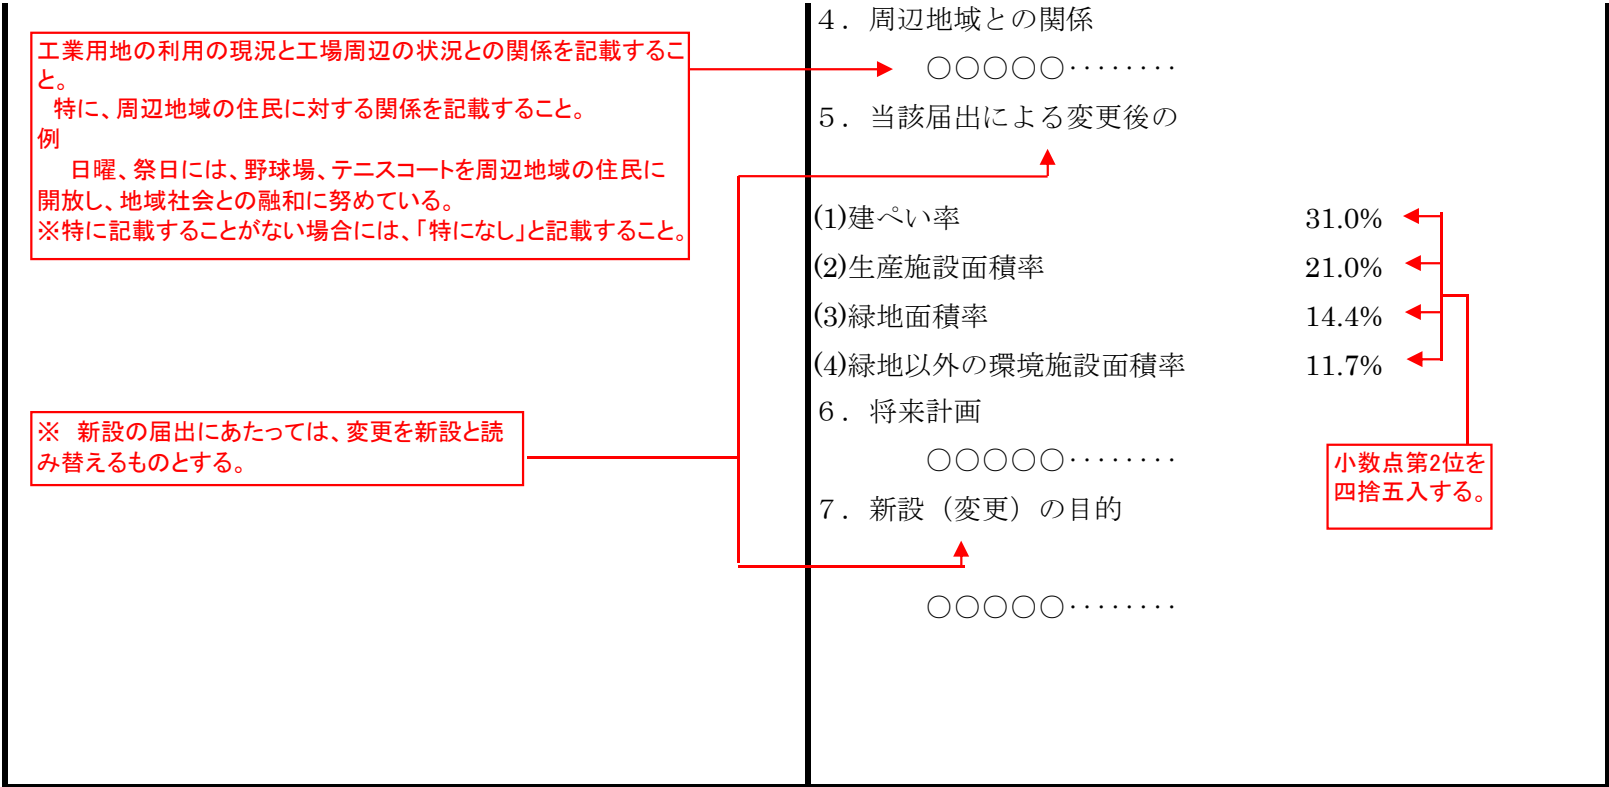 工業用地の利用の現況と工場周辺の状況との関係を記載するこ
と。
特に、周辺地域の住民に対する関係を記載すること。
例
日曜、祭日には、野球場、テニスコートを周辺地域の住民に
開放し、地域社会との融和に努めている。
※特に記載することがない場合には、「特になし」と記載すること。
※　新設の届出にあたっては、変更を新設と読
み替えるものとする。
４．周辺地域との関係
○○○○○‥‥‥‥
５．当該届出による変更後の
(1)建ぺい率　31.0%
(2)生産施設面積率　21.0%
(3)緑地面積率　14.4%
(4)緑地以外の環境施設面積率　11.7%
６．将来計画
○○○○○‥‥‥‥
７．新設（変更）の目的
○○○○○‥‥‥‥
小数点第2位を
四捨五入する。